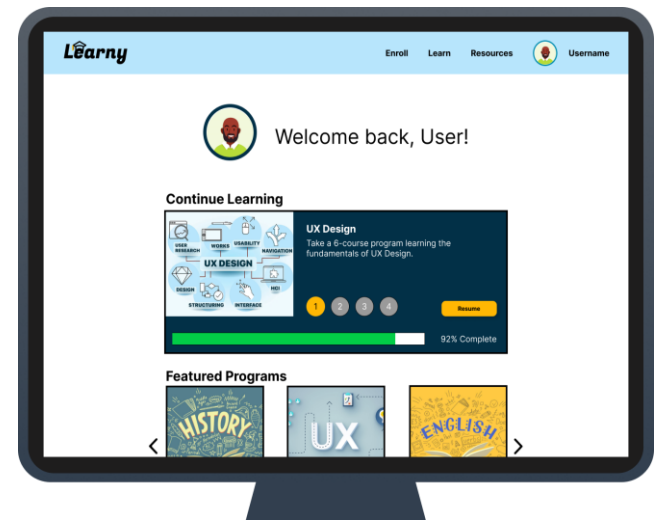 Learny
Enroll Learn Resources Username
Welcome back, User!
Continue Learning
UX Design
Take a 6-course program learning the
fundamentals of UX Design.
USER
RESEARCH
WORKS
USABILITY
NAVIGATION
UX DESIGN
DESIGN
STRUCTURING
INTERFACE
1 2 3 4
Resume
92% Complete
Featured Programs
HISTORY
UX
ENGLISH